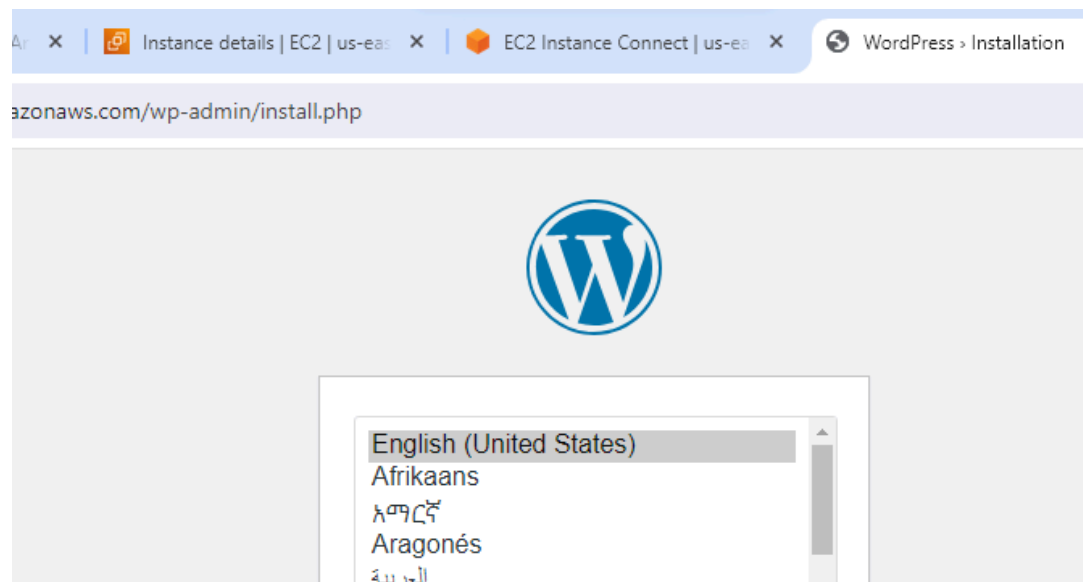 Instance details | EC2 | us-eas
EC2 Instance Connect | us-ea
WordPress › Installation
azonaws.com/wp-admin/install.php
English (United States)
Afrikaans
አማርኛ
Aragonés
العربية